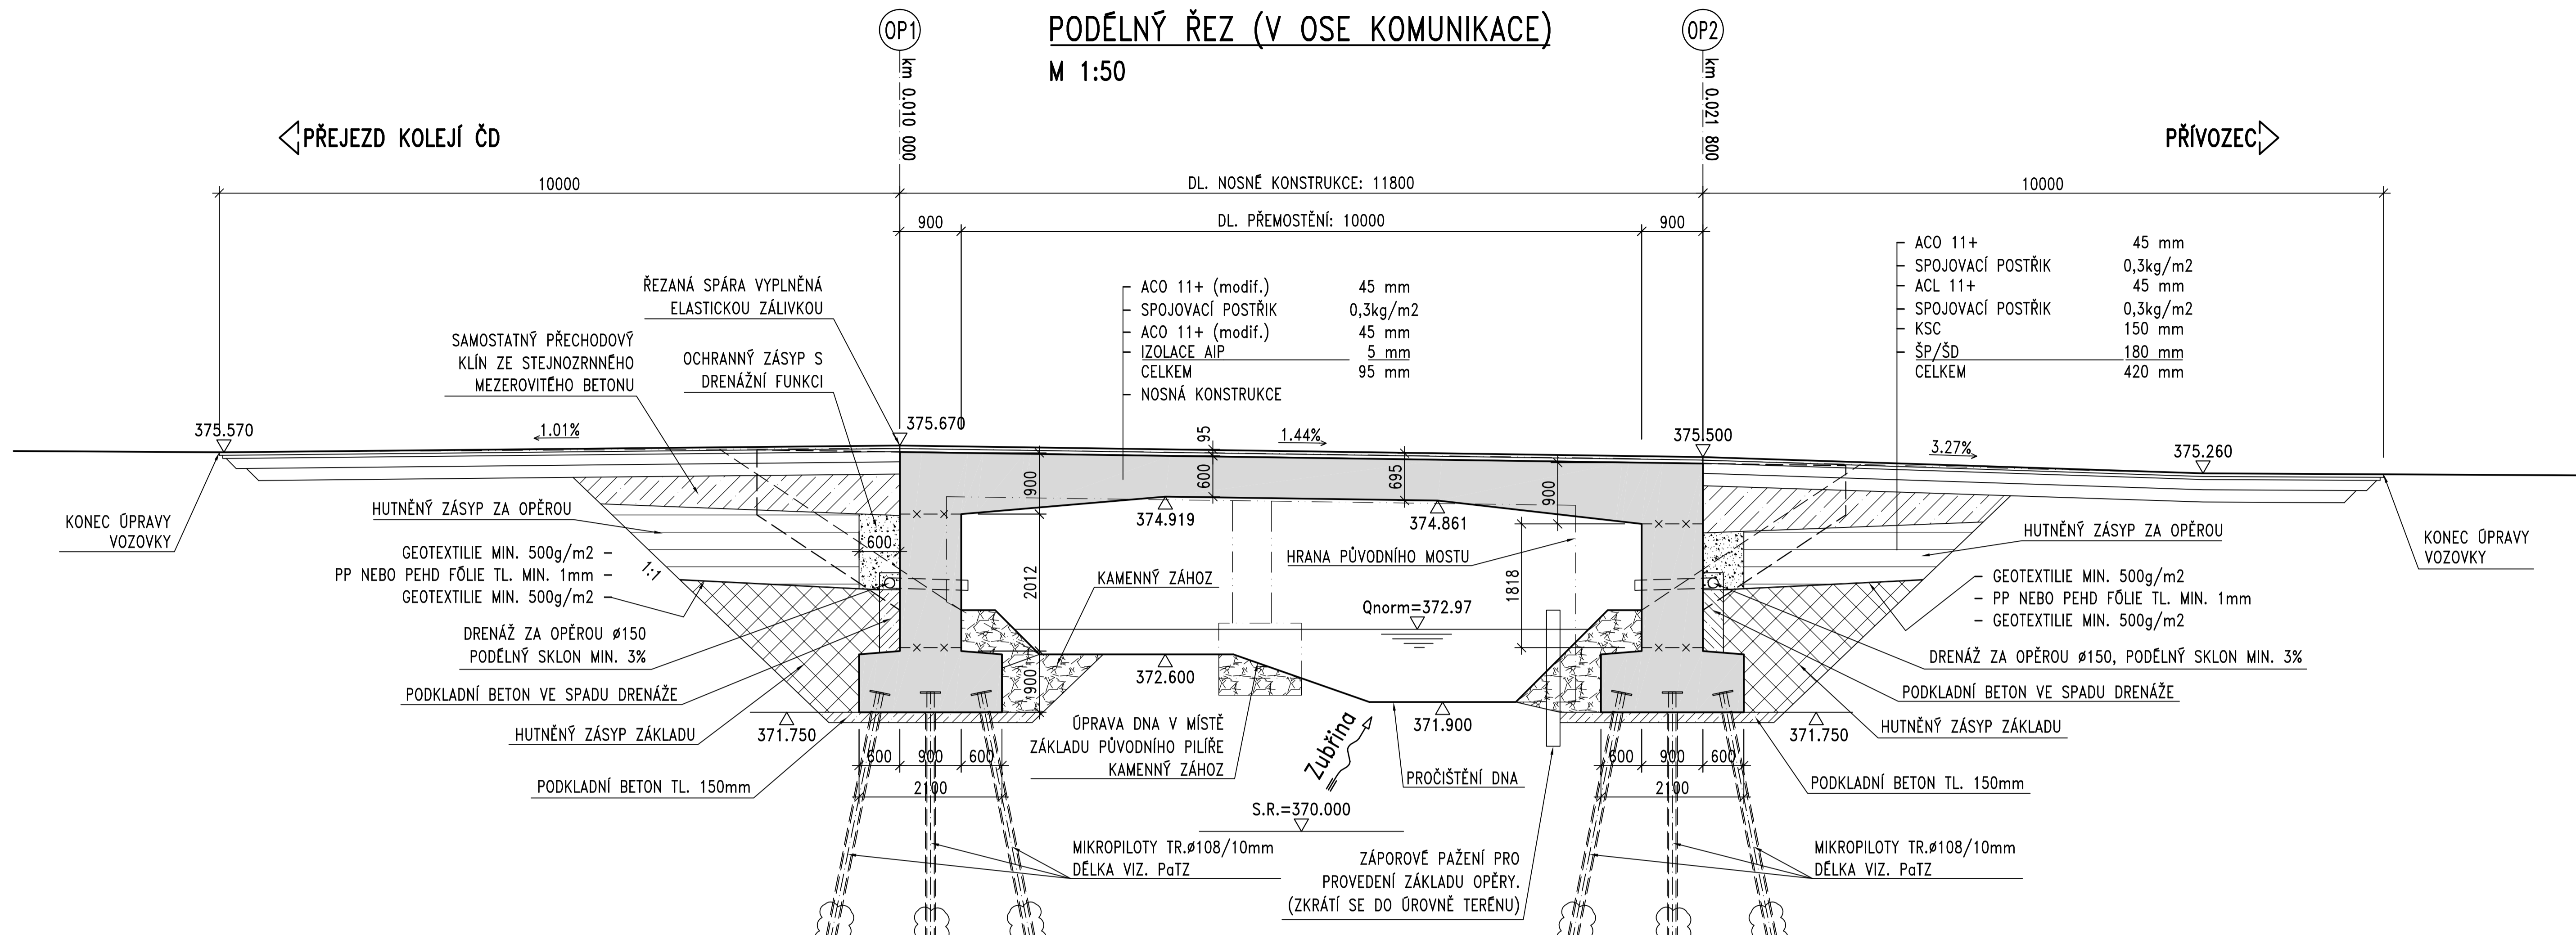 PODÉLNÝ ŘEZ (V OSE KOMUNIKACE)
M 1:50
OP1
km 0.010 000
OP2
km 0.021 800
PŘEJEZD KOLEJÍ ČD
PŘÍVOZEC
10000
DL. NOSNÉ KONSTRUKCE: 11800
10000
900
DL. PŘEMOSTĚNÍ: 10000
900
ŘEZANÁ SPÁRA VYPLNĚNÁ
ELASTICKOU ZÁLIVKOU
SAMOSTATNÝ PŘECHODOVÝ
KLÍN ZE STEJNOZRNNÉHO
MEZEROVITÉHO BETONU
OCHRANNÝ ZÁSYP S
DRENÁŽNÍ FUNKCI
ACO 11+ (modif.) 45 mm
SPOJOVACÍ POSTŘIK 0,3kg/m2
ACO 11+ (modif.) 45 mm
IZOLACE AIP 5 mm
CELKEM 95 mm
NOSNÁ KONSTRUKCE
ACO 11+ 45 mm
SPOJOVACÍ POSTŘIK 0,3kg/m2
ACL 11+ 45 mm
SPOJOVACÍ POSTŘIK 0,3kg/m2
KSC 150 mm
ŠP/ŠD 180 mm
CELKEM 420 mm
375.570
1.01%
375.670
95
1.44%
375.500
3.27%
375.260
900
600
695
900
374.919
374.861
KONEC ÚPRAVY
VOZOVKY
HUTNĚNÝ ZÁSYP ZA OPĚROU
GEOTEXTILIE MIN. 500g/m2
PP NEBO PEHD FÓLIE TL. MIN. 1mm
GEOTEXTILIE MIN. 500g/m2
1:1
600
2012
KAMENNÝ ZÁHOZ
HRANA PŮVODNÍHO MOSTU
Qnorm=372.97
1818
HUTNĚNÝ ZÁSYP ZA OPĚROU
KONEC ÚPRAVY
VOZOVKY
GEOTEXTILIE MIN. 500g/m2
PP NEBO PEHD FÓLIE TL. MIN. 1mm
GEOTEXTILIE MIN. 500g/m2
DRENÁŽ ZA OPĚROU ø150
PODÉLNÝ SKLON MIN. 3%
PODKLADNÍ BETON VE SPADU DRENÁŽE
HUTNĚNÝ ZÁSYP ZÁKLADU
PODKLADNÍ BETON TL. 150mm
371.750
900
372.600
ÚPRAVA DNA V MÍSTĚ
ZÁKLADU PŮVODNÍHO PILÍŘE
KAMENNÝ ZÁHOZ
Zubřina
371.900
PROČIŠTĚNÍ DNA
S.R.=370.000
DRENÁŽ ZA OPĚROU ø150, PODÉLNÝ SKLON MIN. 3%
PODKLADNÍ BETON VE SPADU DRENÁŽE
HUTNĚNÝ ZÁSYP ZÁKLADU
371.750
PODKLADNÍ BETON TL. 150mm
600 900 600
2100
600 900 600
2100
MIKROPILOTY TR.ø108/10mm
DÉLKA VIZ. PaTZ
ZÁPOROVÉ PAŽENÍ PRO
PROVEDENÍ ZÁKLADU OPĚRY.
(ZKRÁTÍ SE DO ÚROVNĚ TERÉNU)
MIKROPILOTY TR.ø108/10mm
DÉLKA VIZ. PaTZ